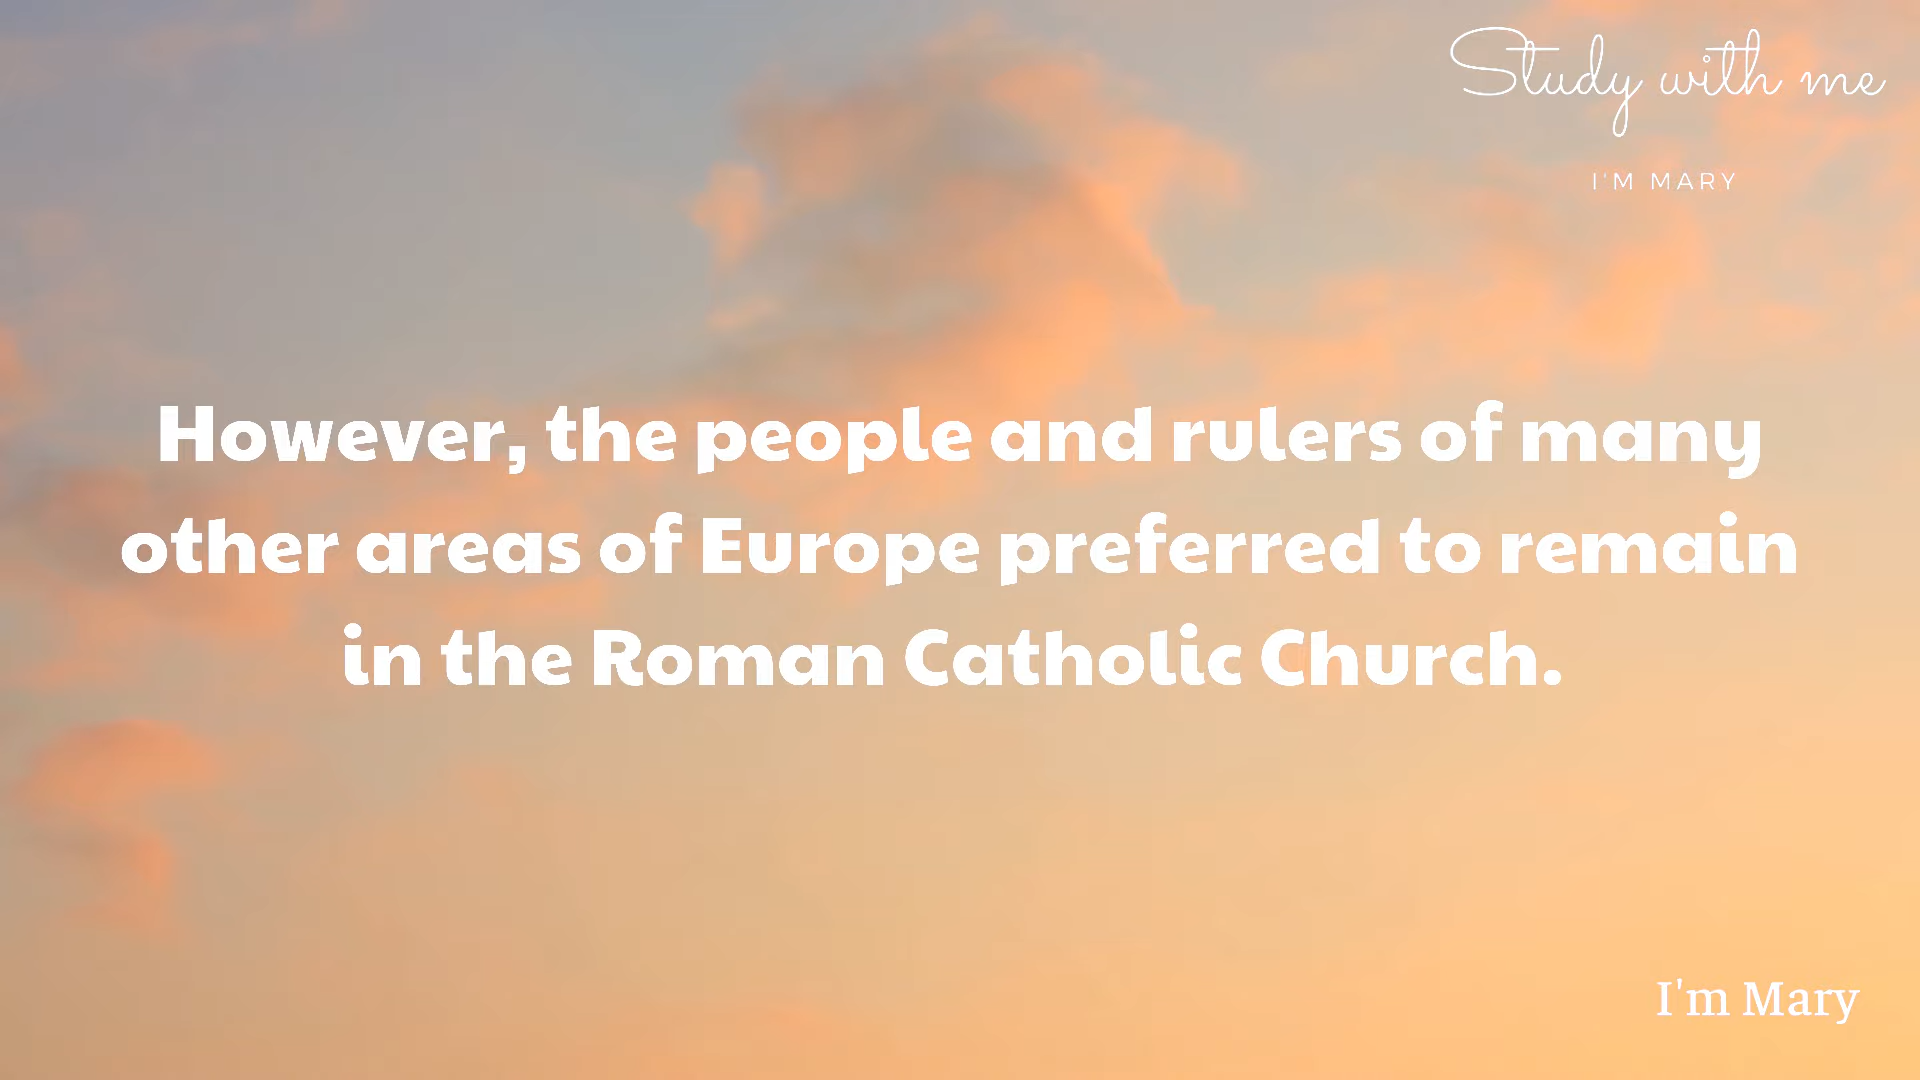 Study with me
I'M MARY
However, the people and rulers of many
other areas of Europe preferred to remain
in the Roman Catholic Church.
I'm Mary